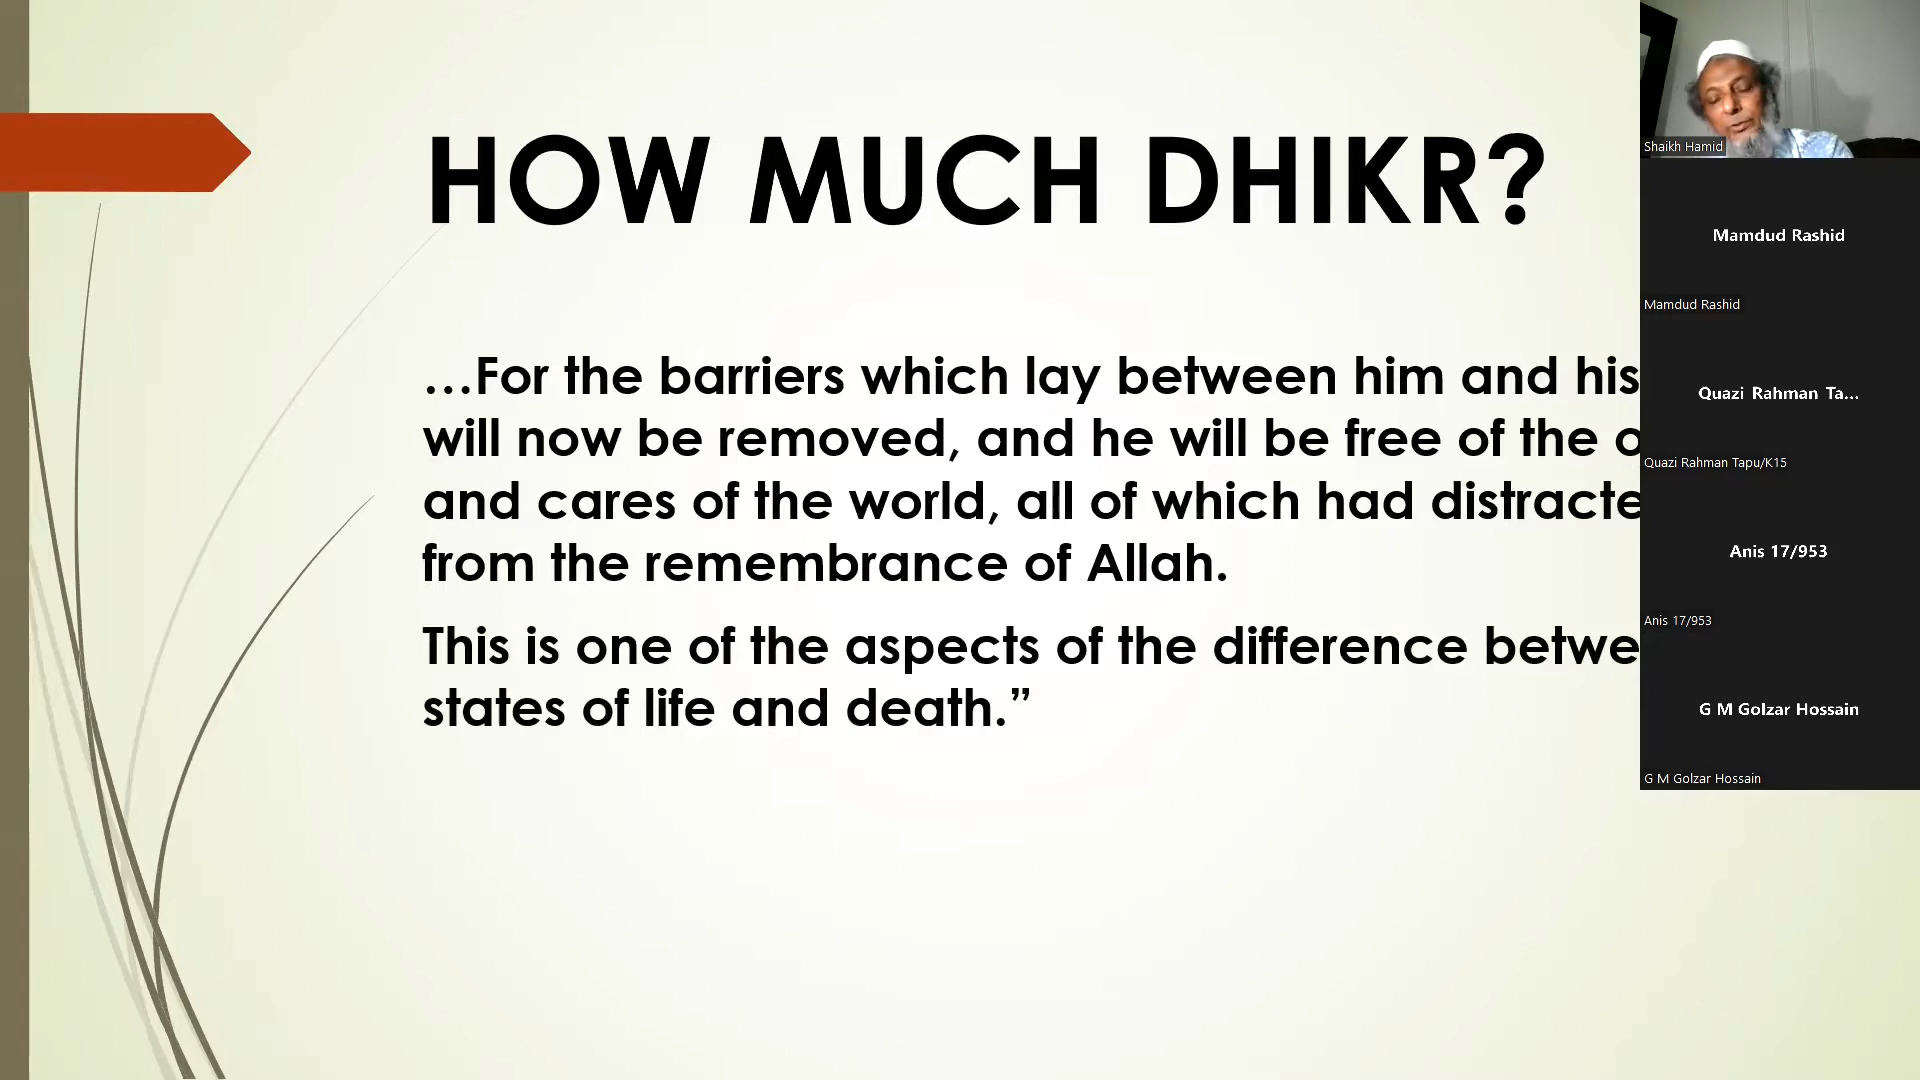 HOW MUCH DHIKR?
…For the barriers which lay between him and his
will now be removed, and he will be free of the
and cares of the world, all of which had
from the remembrance of Allah.
This is one of the aspects of the difference
states of life and death.”
Shaikh Hamid
Mamdud Rashid
Mamdud Rashid
Quazi Rahman Ta...
Quazi Rahman Tapu/K15
Anis 17/953
Anis 17/953
G M Golzar Hossain
G M Golzar Hossain